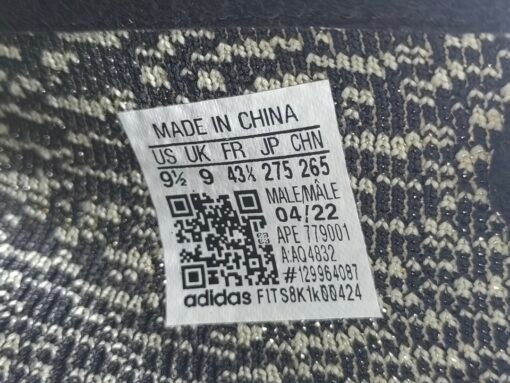 MADE IN CHINA
US UK FR JP CHN
9½ 9 43⅓ 275 265
MALE/MÂLE
04/22
APE 779001
A:AQ4832
#129964087
adidas FITS8K1k00424